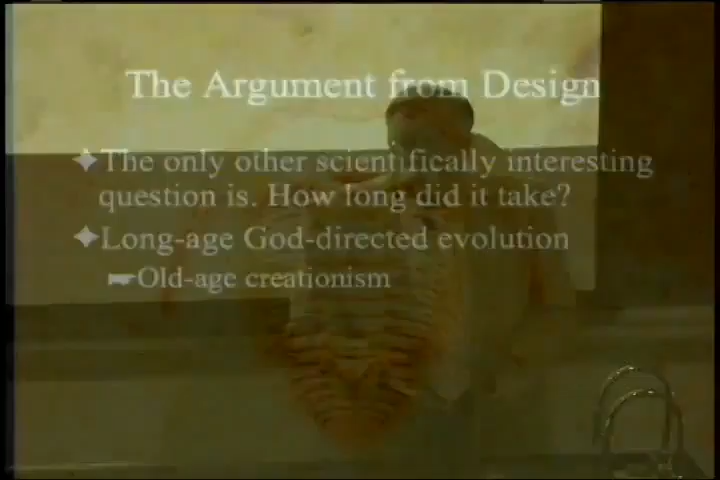 The Argument from Design
The only other scientifically interesting
question is. How long did it take?
Long-age God-directed evolution
Old-age creationism